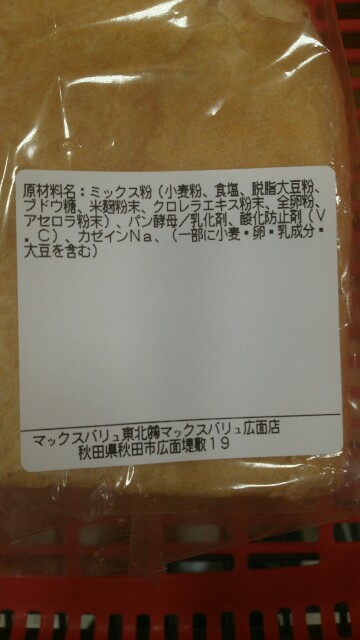 原材料名：ミックス粉（小麦粉、食塩、脱脂大豆粉、
ブドウ糖、米麹粉末、クロレラエキス粉末、全卵粉、
アセロラ粉末）、パン酵母／乳化剤、酸化防止剤（Ｖ
．Ｃ）、カゼインＮａ、（一部に小麦・卵・乳成分・
大豆を含む）
マックスバリュ東北㈱マックスバリュ広面店
秋田県秋田市広面堤敷１９